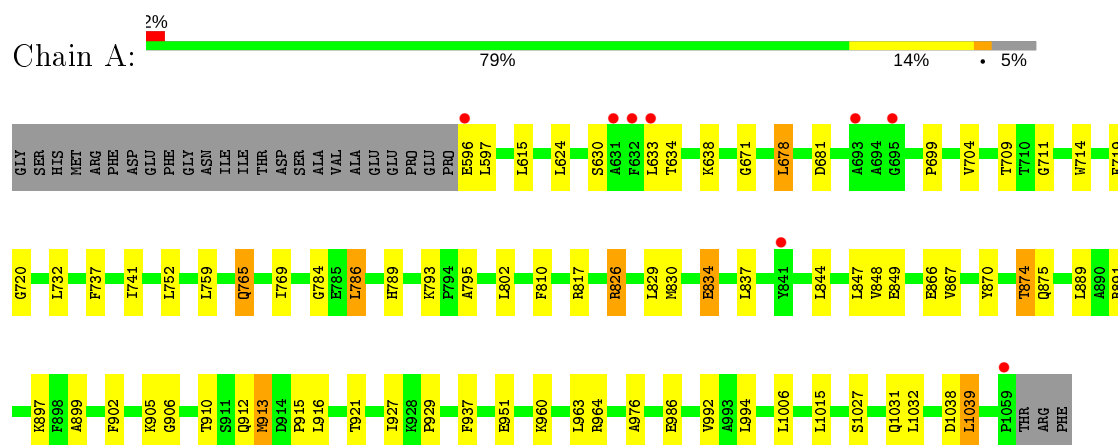 2%
Chain A:
79% 14% • 5%
GLY SER HIS MET ARG PHE ASP GLU PHE GLY ASN ILE ILE THR ASP SER ALA VAL ALA GLU GLU PRO GLU PRO E596 L597 L615 L624 S630 A631 F632 L633 T634 K638 G671 L678 D681 A693 A694 G695 P699 V704 T709 T710 G711 W714 F719
G720 L732 F737 I741 L752 L759 Q765 I769 G784 E785 L786 H789 K793 P794 A795 L802 F810 R817 R826 L829 M830 E834 L837 Y841 L844 L847 V848 E849 E866 V867 Y870 T874 Q875 L889 A890 R891
K897 F898 A899 F902 K905 G906 T910 S911 Q912 M913 D914 P915 L916 T921 I927 K928 P929 F937 E951 K960 L963 R964 A976 E986 V992 A993 L994 L1006 L1015 S1027 Q1031 L1032 D1038 L1039 P1059 THR ARG PHE